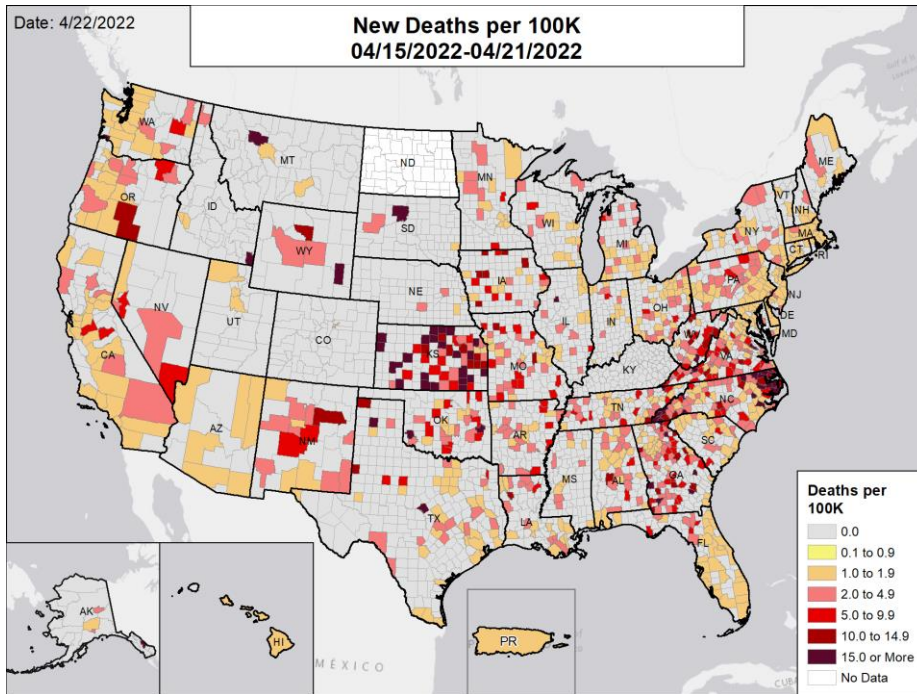 Date: 4/22/2022
New Deaths per 100K
04/15/2022-04/21/2022
WA
MT
ND
MN
ME
OR
ID
WY
SD
WI
MI
VT
NH
NY
MA
CT
RI
NV
UT
CO
NE
IA
IL
IN
OH
PA
NJ
DE
MD
CA
KS
MO
KY
WV
VA
AZ
NM
OK
AR
TN
NC
SC
TX
LA
MS
AL
GA
FL
AK
HI
PR
MÉXICO
Deaths per
100K
0.0
0.1 to 0.9
1.0 to 1.9
2.0 to 4.9
5.0 to 9.9
10.0 to 14.9
15.0 or More
No Data